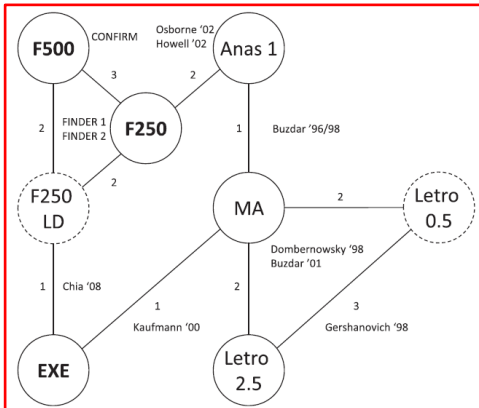 F500
CONFIRM
Osborne ‘02
Howell ‘02
Anas 1
3
2
2
FINDER 1
FINDER 2
F250
1
Buzdar ‘96/98
2
F250
LD
MA
2
Letro
0.5
Dombernowsky ‘98
Buzdar ‘01
1
Chia ‘08
2
1
3
Kaufmann ‘00
Gershanovich ‘98
EXE
Letro
2.5